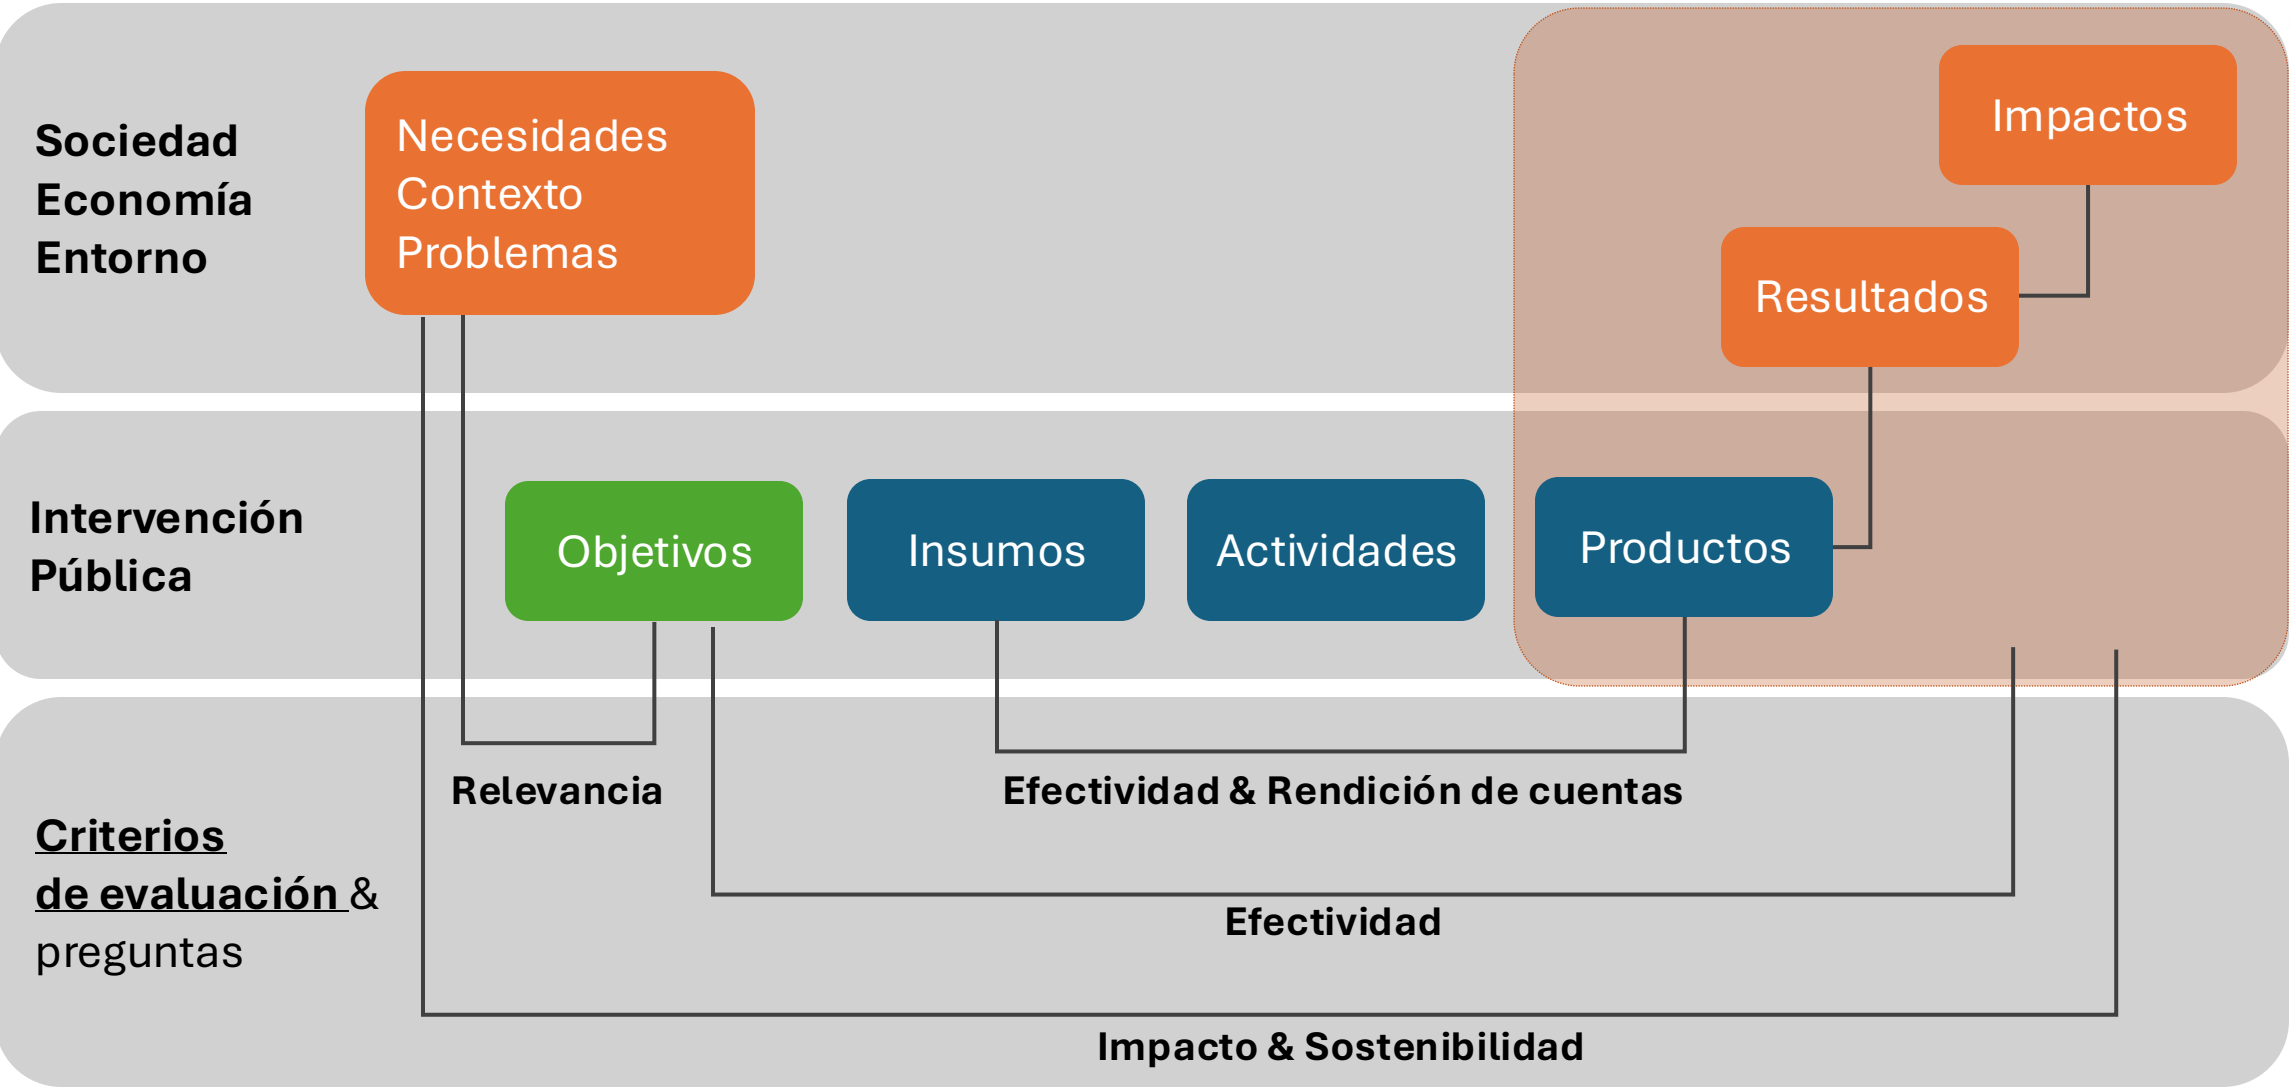 Sociedad
Economía
Entorno
Necesidades
Contexto
Problemas
Impactos
Resultados
Intervención
Pública
Objetivos
Insumos
Actividades
Productos
Criterios
de evaluación &
preguntas
Relevancia
Efectividad & Rendición de cuentas
Efectividad
Impacto & Sostenibilidad